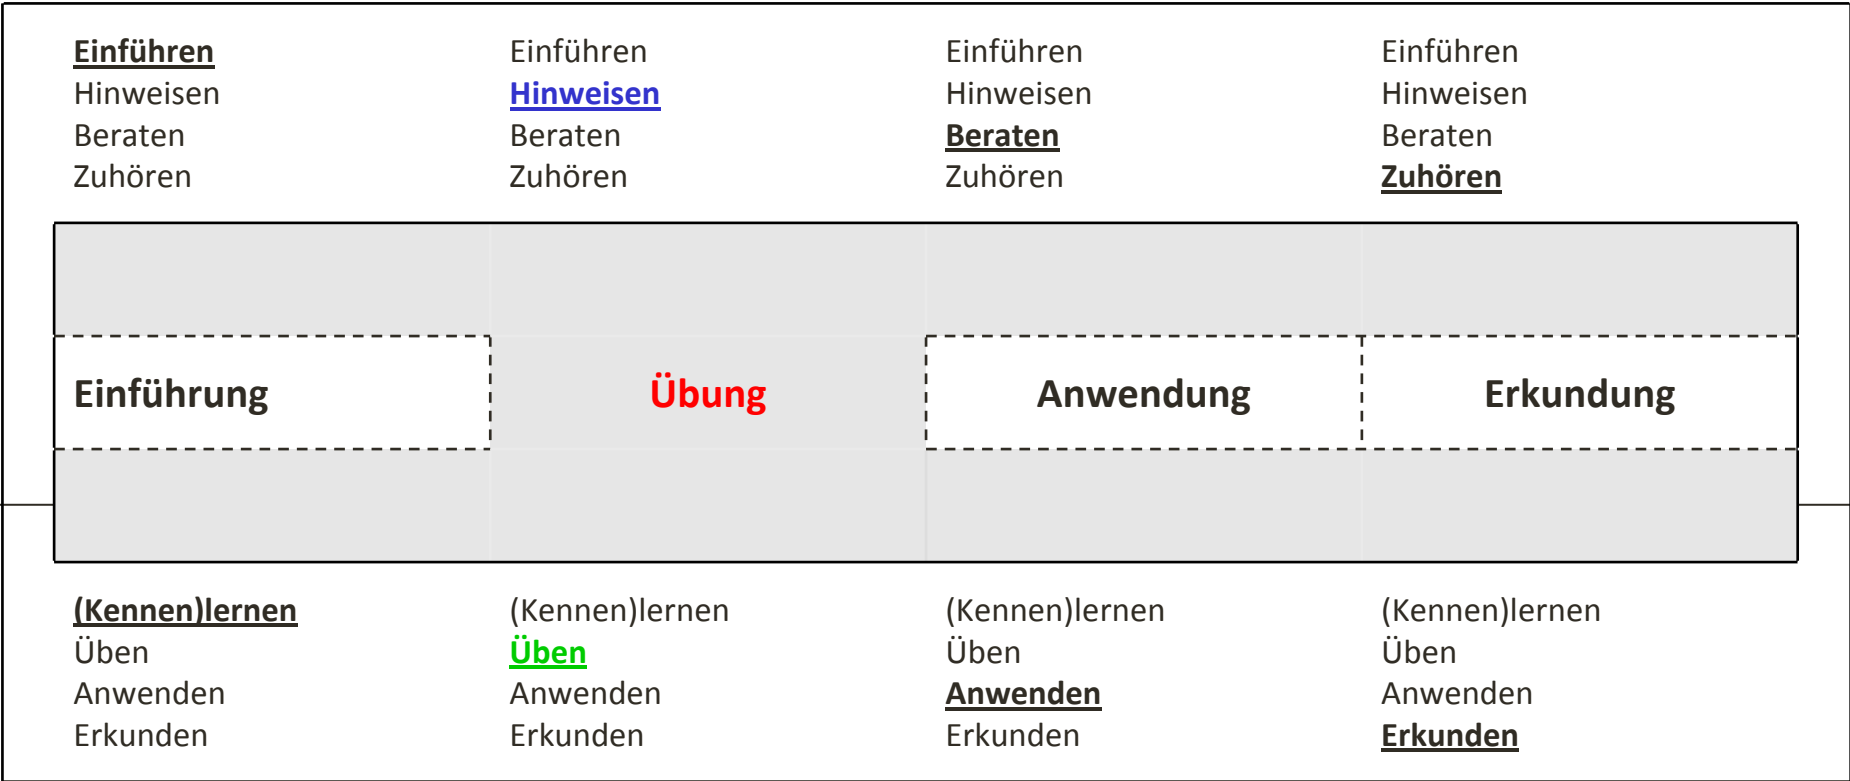 Einführen Einführen Einführen Einführen
Hinweisen Hinweisen Hinweisen Hinweisen
Beraten Beraten Beraten Beraten
Zuhören Zuhören Zuhören Zuhören
Einführung Übung Anwendung Erkundung
(Kennen)lernen (Kennen)lernen (Kennen)lernen (Kennen)lernen
Üben Üben Üben Üben
Anwenden Anwenden Anwenden Anwenden
Erkunden Erkunden Erkunden Erkunden